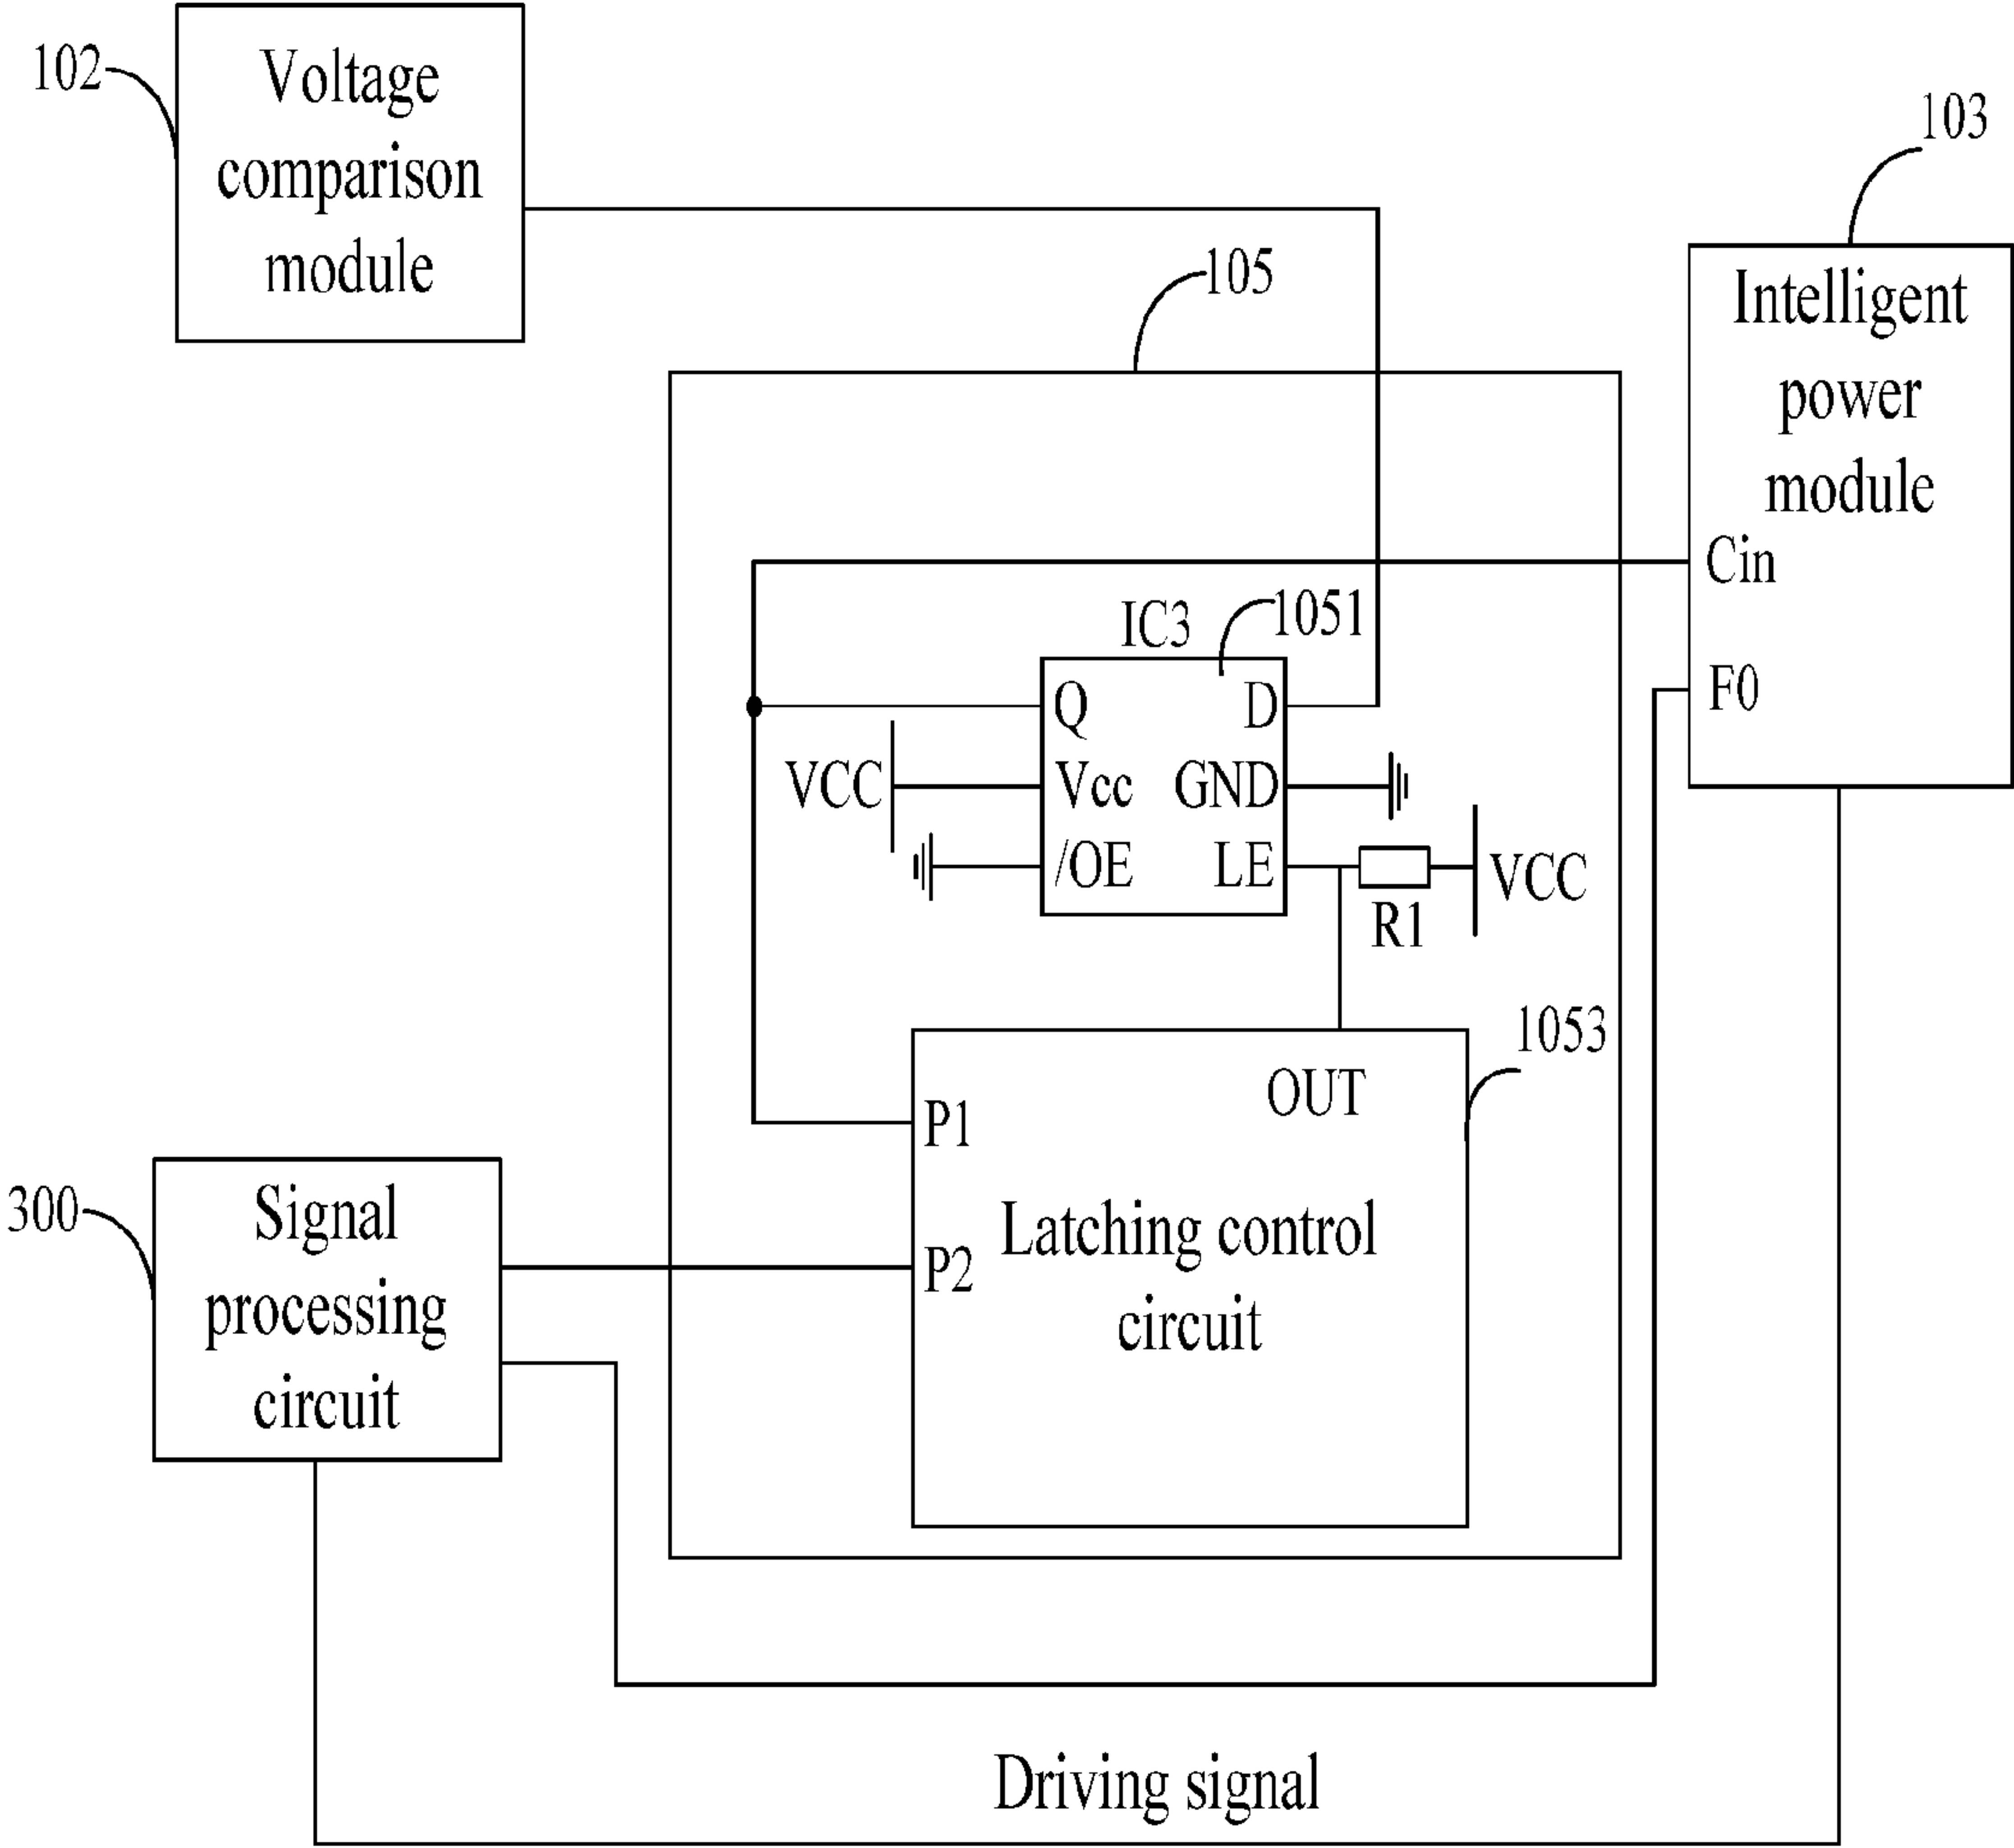 102
Voltage
comparison
module
103
105
Intelligent
power
module
Cin
F0
IC3
1051
Q
D
VCC
Vcc
GND
/OE
LE
VCC
R1
1053
OUT
P1
P2
Latching control
circuit
300
Signal
processing
circuit
Driving signal